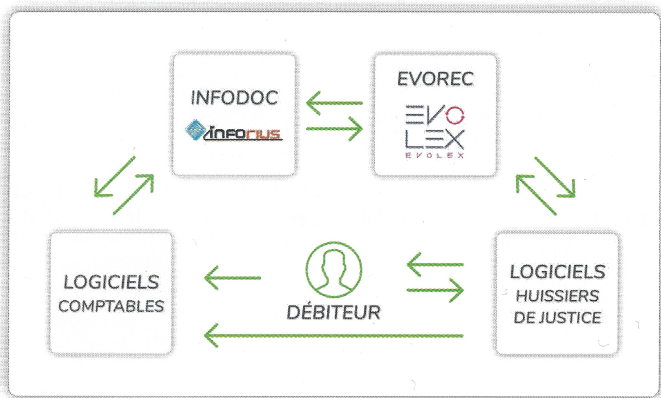 INFODOC
inforius
EVOREC
EVO
LEX
EVOLEX
LOGICIELS
COMPTABLES
DÉBITEUR
LOGICIELS
HUISSIERS
DE JUSTICE